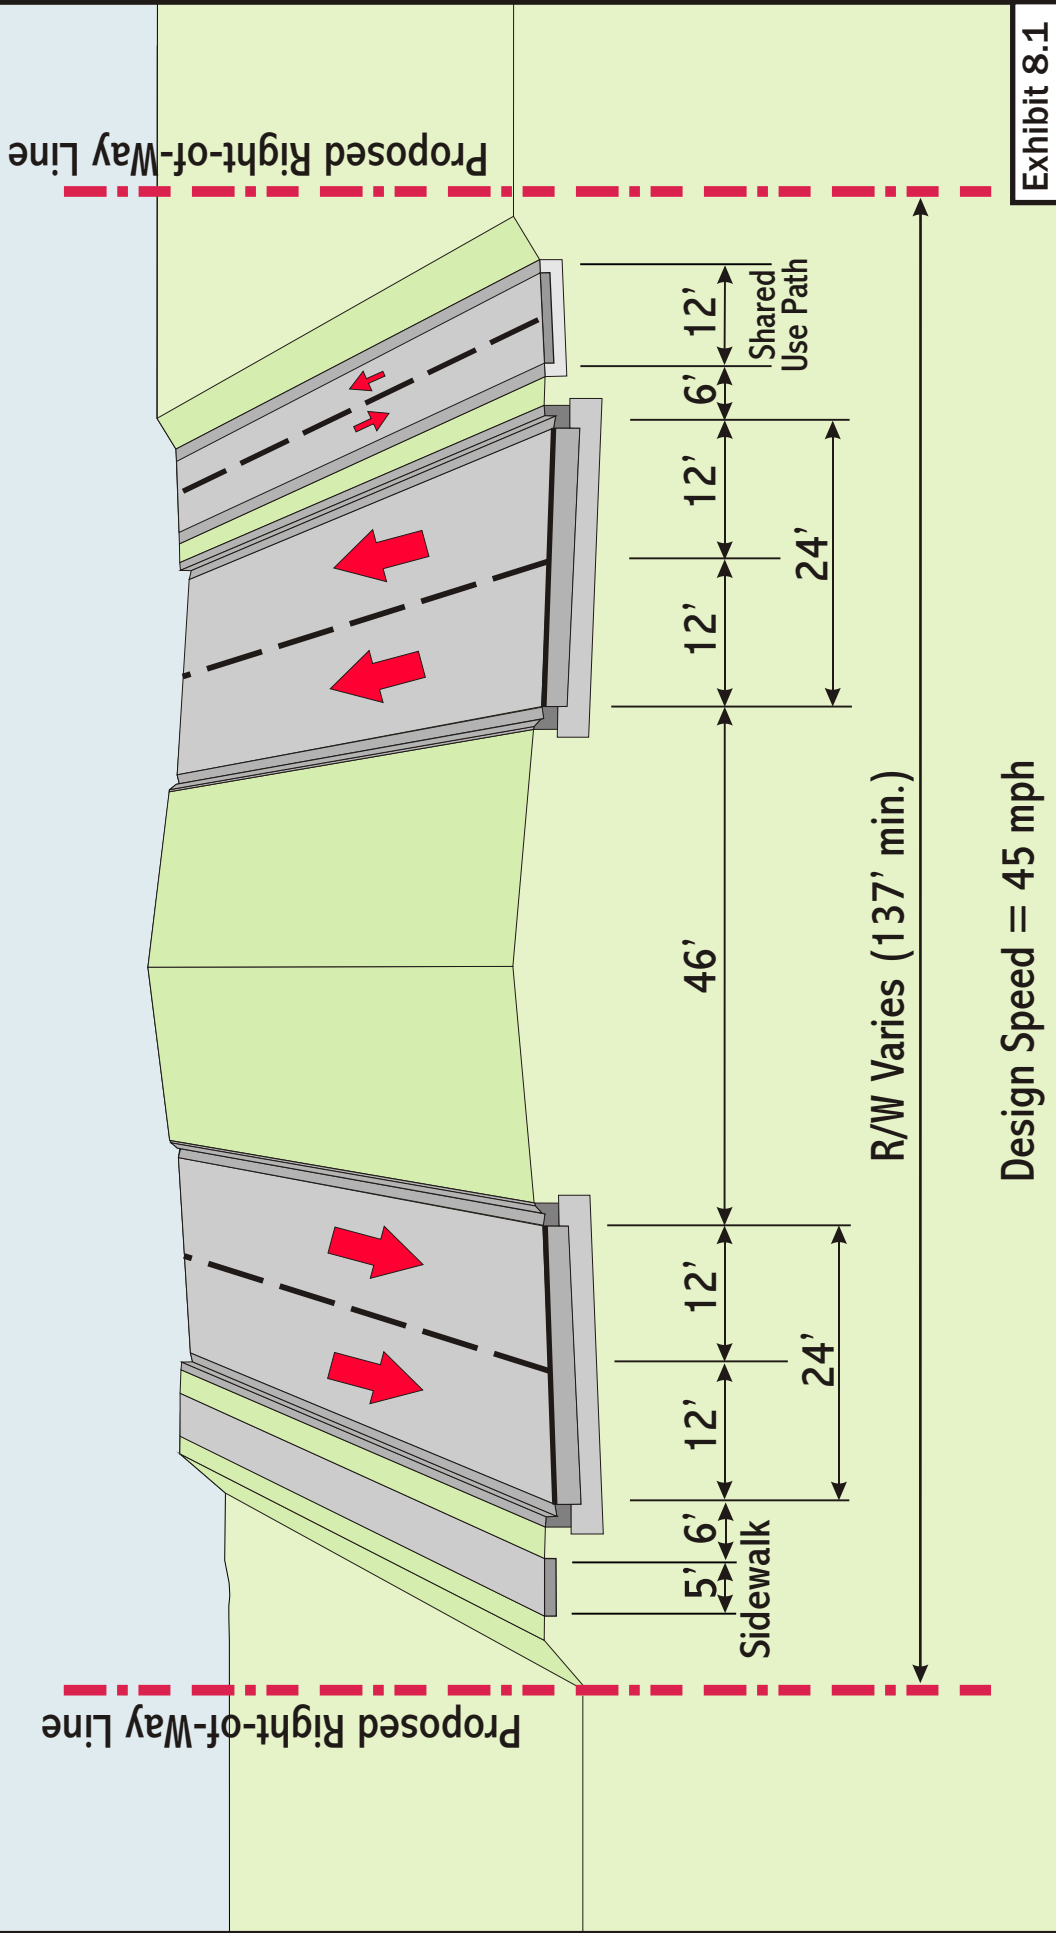 Proposed Right-of-Way Line
Proposed Right-of-Way Line
5’
6’
12’
12’
46’
12’
12’
6’
12’
Sidewalk
Shared
Use Path
24’
24’
R/W Varies (137’ min.)
Design Speed = 45 mph
Exhibit 8.1